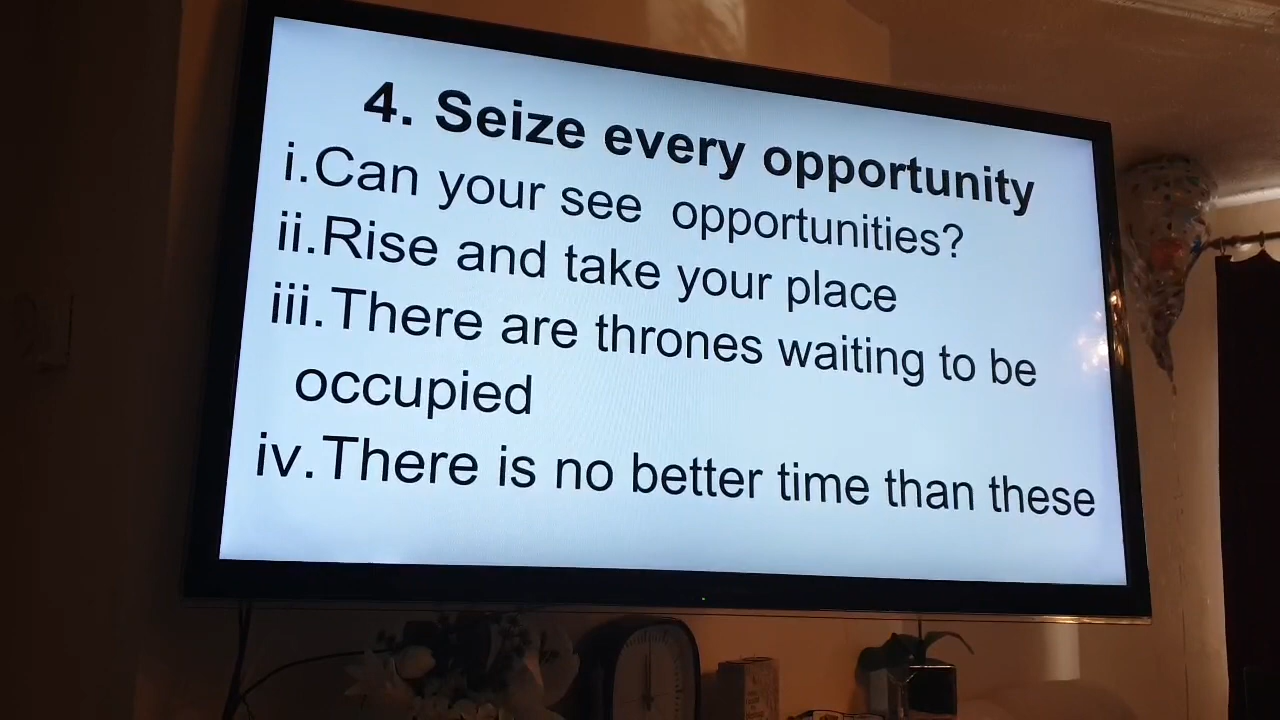 4. Seize every opportunity
i.Can your see opportunities?
ii.Rise and take your place
iii.There are thrones waiting to be
occupied
iv.There is no better time than these